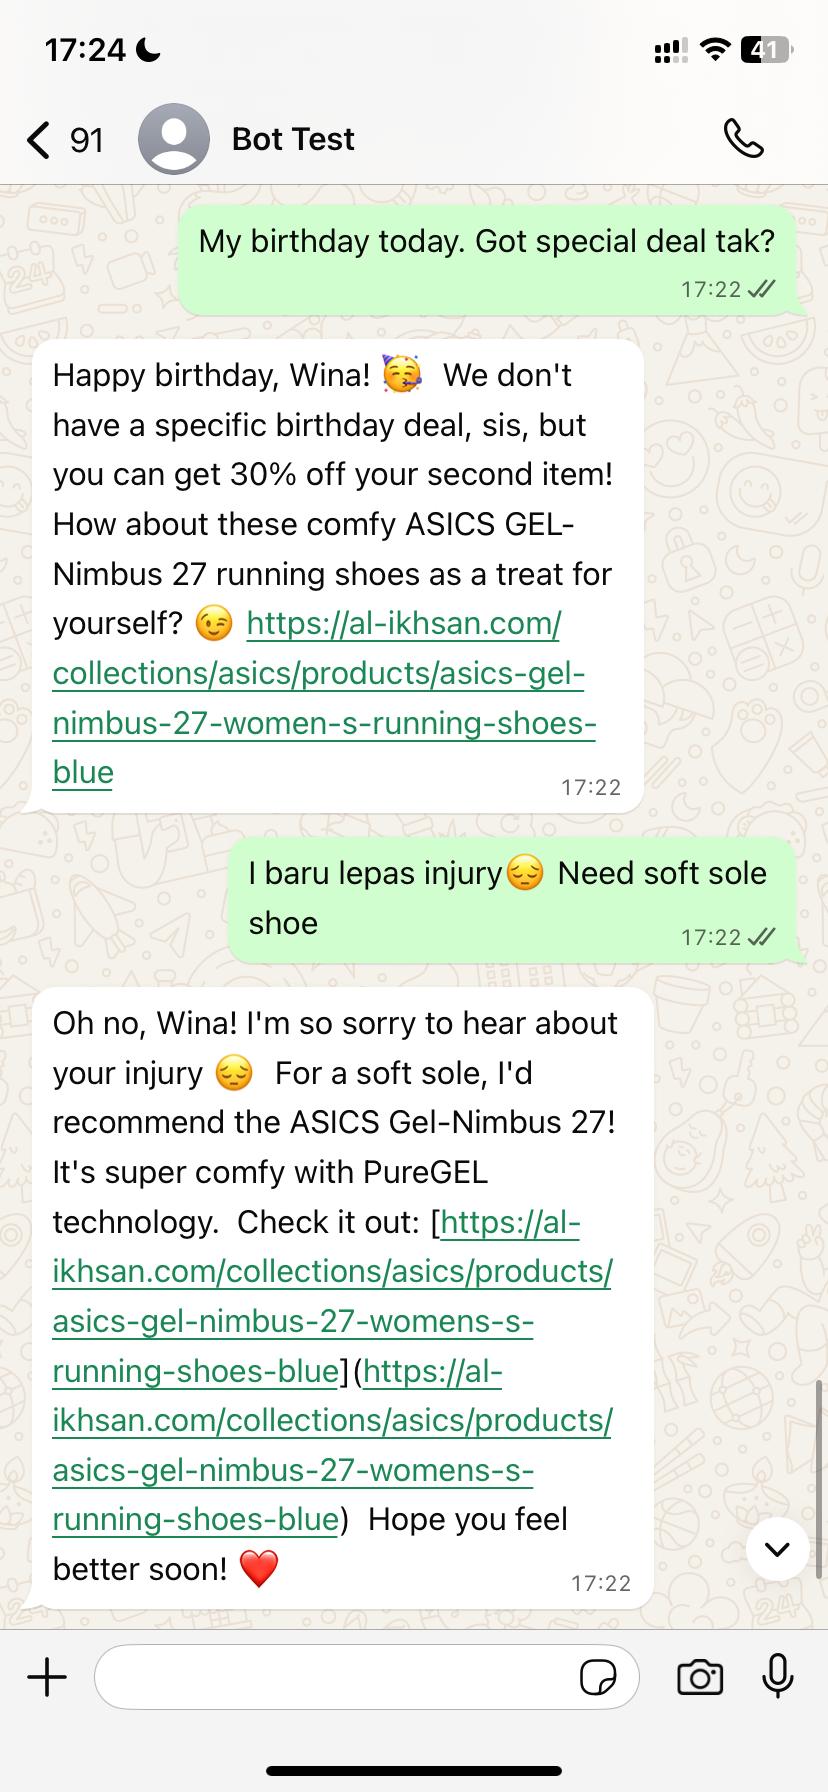 17:24
41
91 Bot Test
My birthday today. Got special deal tak?
17:22
Happy birthday, Wina! 🥳 We don't
have a specific birthday deal, sis, but
you can get 30% off your second item!
How about these comfy ASICS GEL-
Nimbus 27 running shoes as a treat for
yourself? 😉 https://al-ikhsan.com/
collections/asics/products/asics-gel-
nimbus-27-women-s-running-shoes-
blue
17:22
I baru lepas injury😔 Need soft sole
shoe
17:22
Oh no, Wina! I'm so sorry to hear about
your injury 😔 For a soft sole, I'd
recommend the ASICS Gel-Nimbus 27!
It's super comfy with PureGEL
technology. Check it out: [https://al-
ikhsan.com/collections/asics/products/
asics-gel-nimbus-27-womens-s-
running-shoes-blue](https://al-
ikhsan.com/collections/asics/products/
asics-gel-nimbus-27-womens-s-
running-shoes-blue) Hope you feel
better soon! ❤️
17:22